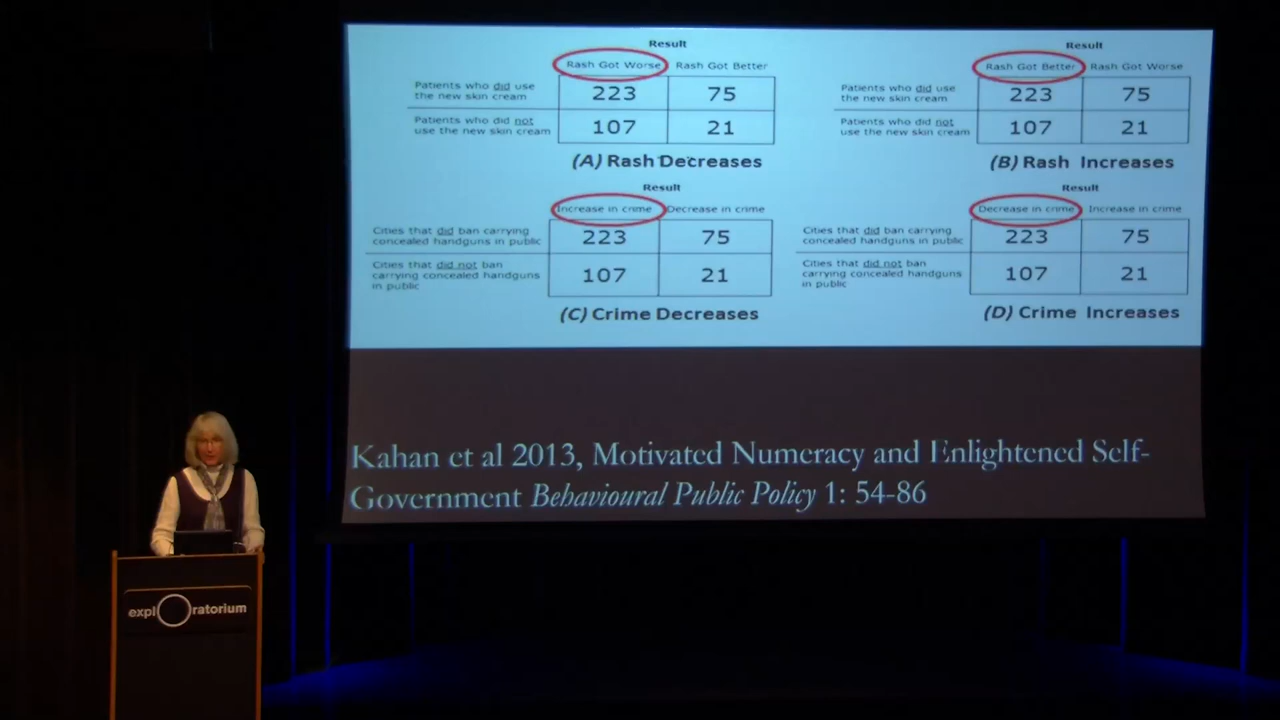 Result
Rash Got Worse Rash Got Better
Patients who did use
the new skin cream
223 75
Patients who did not
use the new skin cream
107 21
(A) Rash Decreases
Result
Rash Got Better Rash Got Worse
Patients who did use
the new skin cream
223 75
Patients who did not
use the new skin cream
107 21
(B) Rash Increases
Result
Increase in crime Decrease in crime
Cities that did ban carrying
concealed handguns in public
223 75
Cities that did not ban
carrying concealed handguns
in public
107 21
(C) Crime Decreases
Result
Decrease in crime Increase in crime
Cities that did ban carrying
concealed handguns in public
223 75
Cities that did not ban
carrying concealed handguns
in public
107 21
(D) Crime Increases
Kahan et al 2013, Motivated Numeracy and Enlightened Self-
Government Behavioural Public Policy 1: 54-86
exploratorium